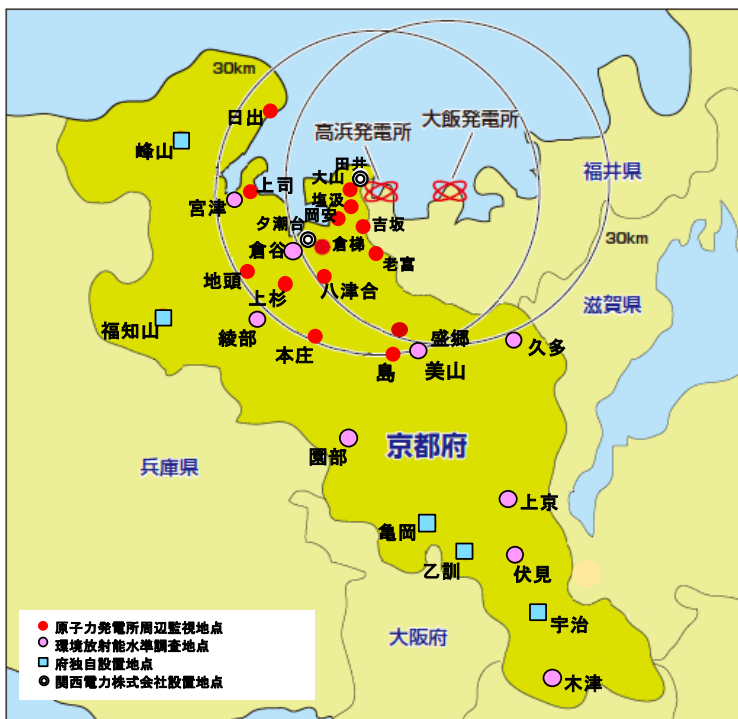 30km
日出
高浜発電所
大飯発電所
峰山
田井
大山
福井県
上司
塩汲
宮津
岡安
夕潮台
吉坂
30km
倉谷
倉梯
老富
地頭
上杉
八津合
滋賀県
福知山
綾部
本庄
盛郷
久多
島
美山
京都府
園部
兵庫県
上京
亀岡
乙訓
伏見
宇治
大阪府
木津
原子力発電所周辺監視地点
環境放射能水準調査地点
府独自設置地点
関西電力株式会社設置地点